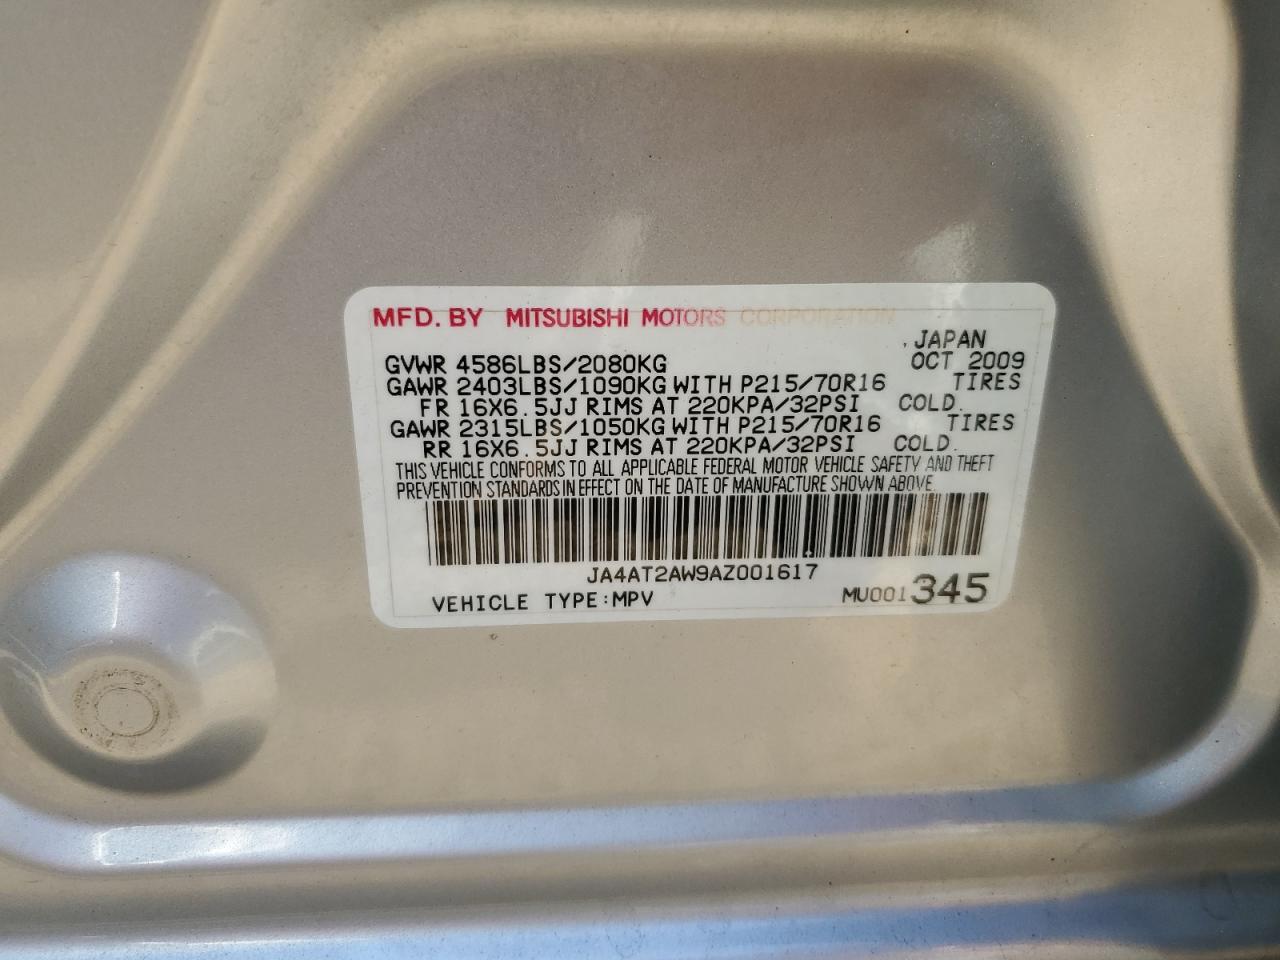 MFD. BY MITSUBISHI MOTORS CORPORATION
JAPAN
GVWR 4586LBS/2080KG OCT 2009
GAWR 2403LBS/1090KG WITH P215/70R16 TIRES
FR 16X6.5JJ RIMS AT 220KPA/32PSI COLD.
GAWR 2315LBS/1050KG WITH P215/70R16 TIRES
RR 16X6.5JJ RIMS AT 220KPA/32PSI COLD.
THIS VEHICLE CONFORMS TO ALL APPLICABLE FEDERAL MOTOR VEHICLE SAFETY AND THEFT
PREVENTION STANDARDS IN EFFECT ON THE DATE OF MANUFACTURE SHOWN ABOVE.
JA4AT2AW9AZ001617
VEHICLE TYPE:MPV MU001345